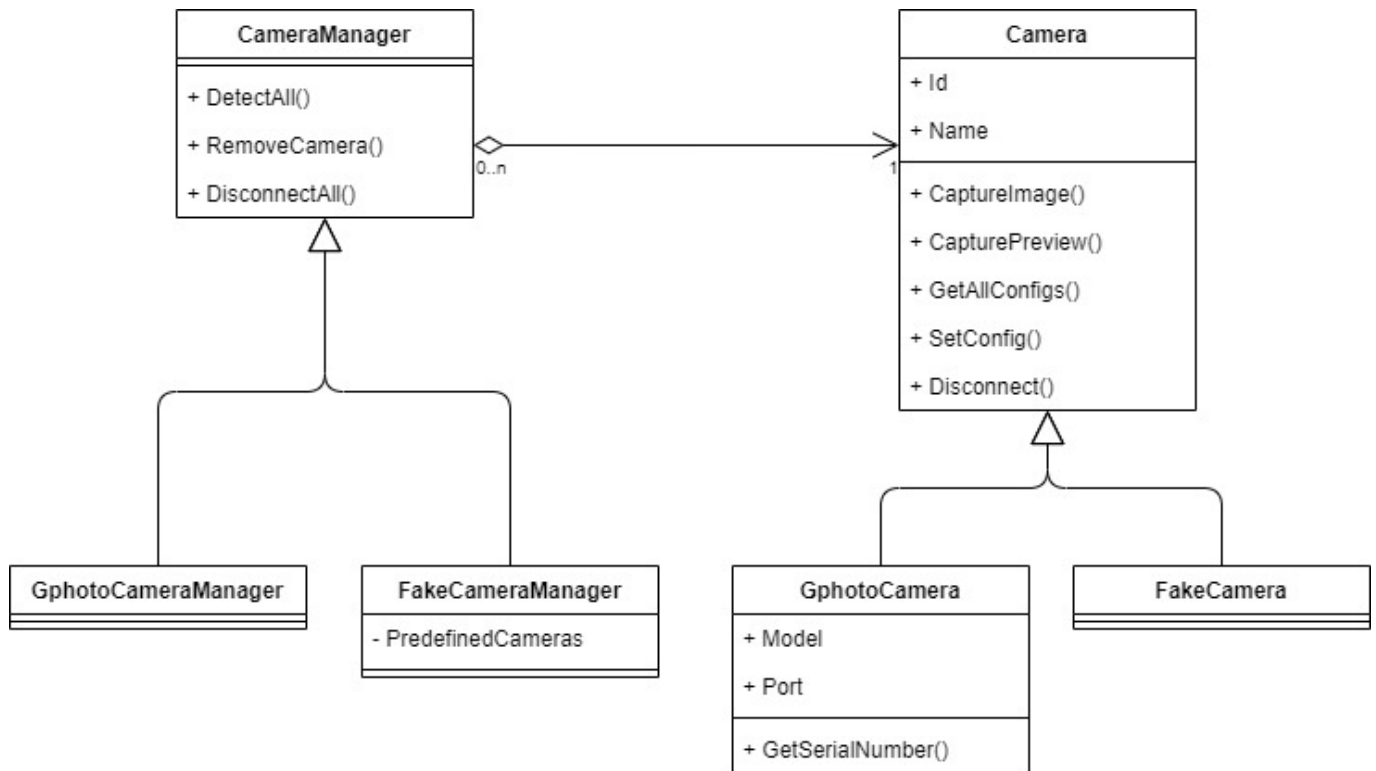 CameraManager
+ DetectAll()
+ RemoveCamera()
+ DisconnectAll()
0..n
1
Camera
+ Id
+ Name
+ CaptureImage()
+ CapturePreview()
+ GetAllConfigs()
+ SetConfig()
+ Disconnect()
GphotoCameraManager
FakeCameraManager
- PredefinedCameras
GphotoCamera
+ Model
+ Port
+ GetSerialNumber()
FakeCamera